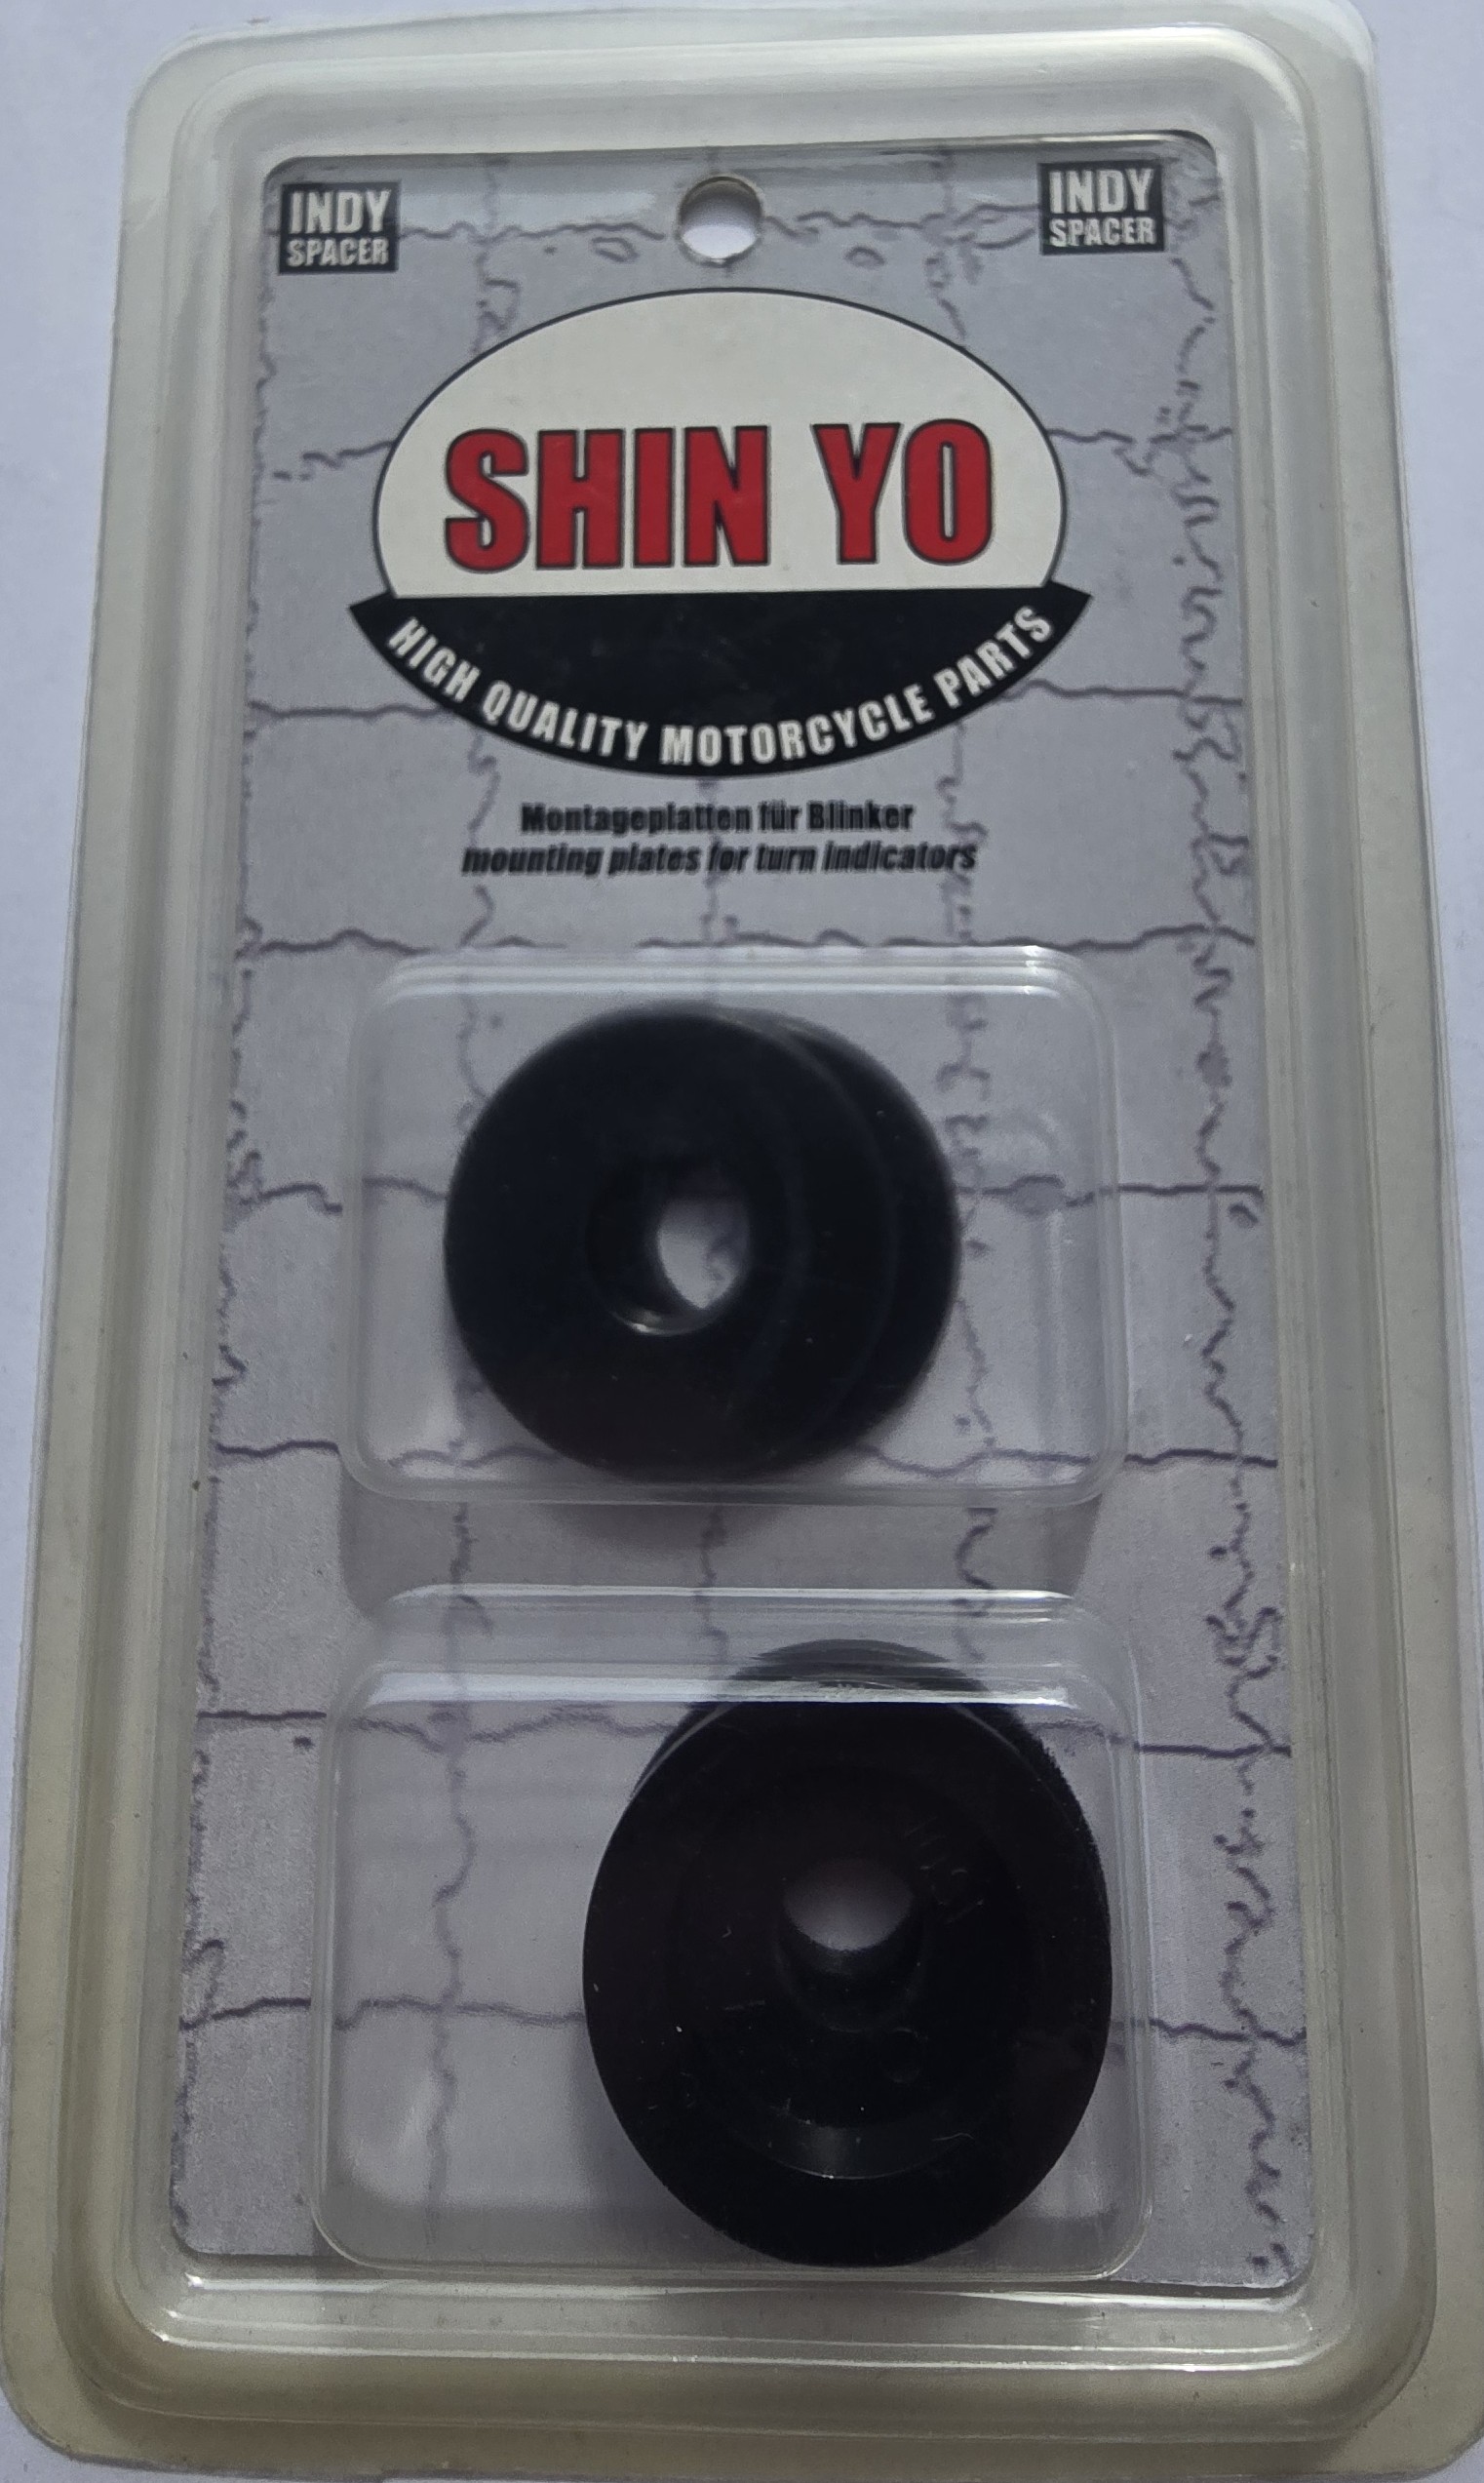 INDY
SPACER
INDY
SPACER
SHIN YO
HIGH QUALITY MOTORCYCLE PARTS
Montageplatten für Blinker
mounting plates for turn indicators